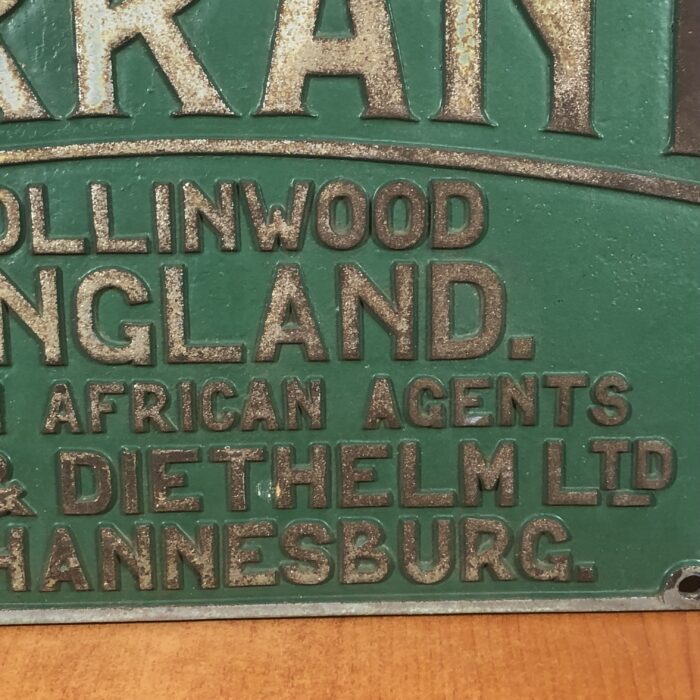 RRAN
OLLINWOOD
NGLAND.
AFRICAN AGENTS
& DIETHELM LTD
HANNESBURG.